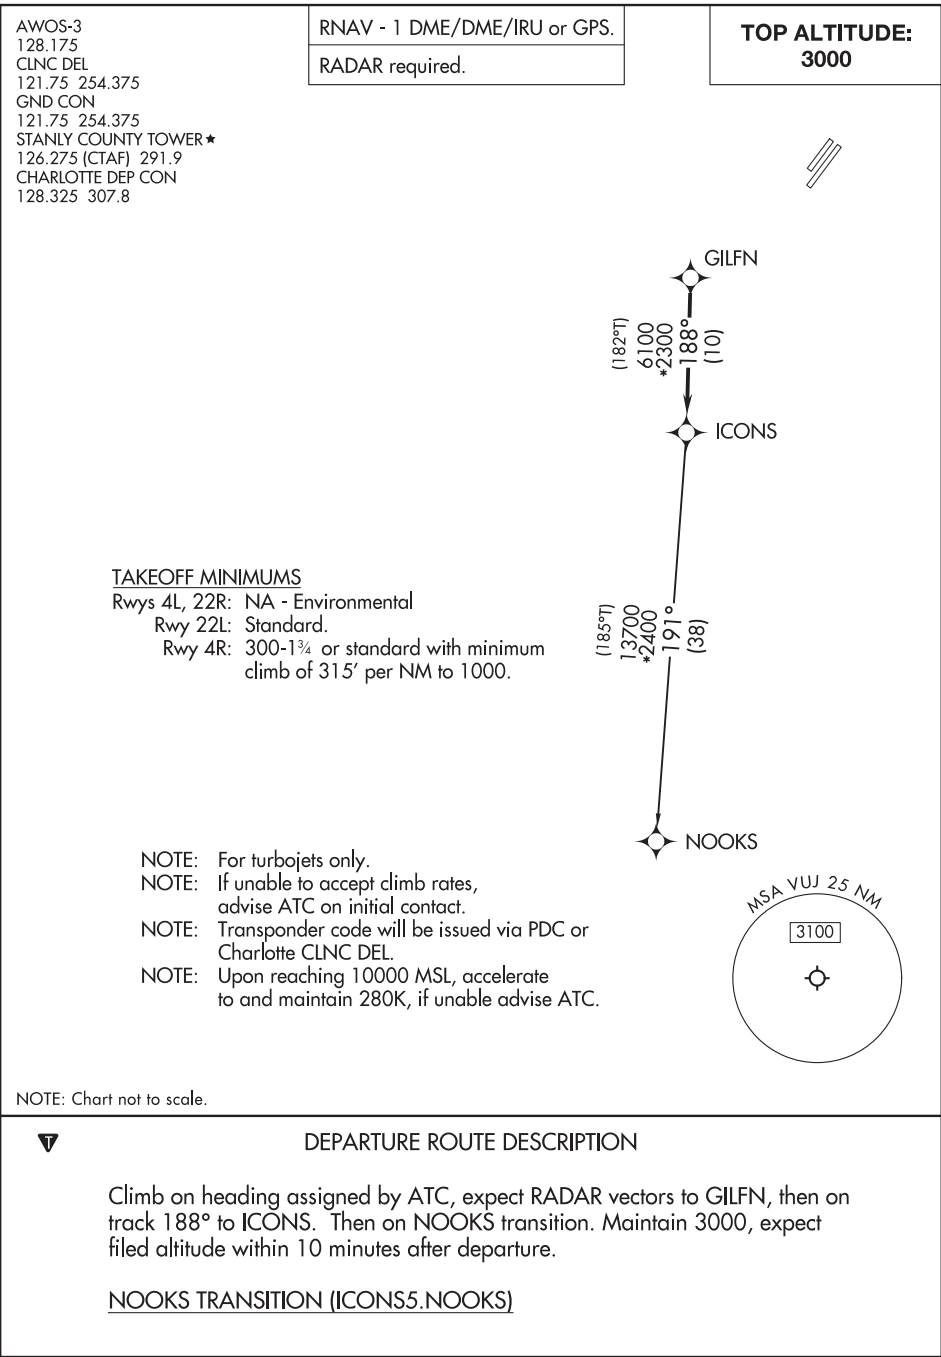 AWOS-3
128.175
CLNC DEL
121.75 254.375
GND CON
121.75 254.375
STANLY COUNTY TOWER★
126.275 (CTAF) 291.9
CHARLOTTE DEP CON
128.325 307.8
RNAV - 1 DME/DME/IRU or GPS.
RADAR required.
TOP ALTITUDE:
3000
GILFN
(182°T)
6100
*2300
188°
(10)
ICONS
(185°T)
13700
*2400
191°
(38)
NOOKS
TAKEOFF MINIMUMS
Rwys 4L, 22R: NA - Environmental
Rwy 22L: Standard.
Rwy 4R: 300-1¾ or standard with minimum
climb of 315' per NM to 1000.
NOTE: For turbojets only.
NOTE: If unable to accept climb rates,
advise ATC on initial contact.
NOTE: Transponder code will be issued via PDC or
Charlotte CLNC DEL.
NOTE: Upon reaching 10000 MSL, accelerate
to and maintain 280K, if unable advise ATC.
MSA VUJ 25 NM
3100
NOTE: Chart not to scale.
T
DEPARTURE ROUTE DESCRIPTION
Climb on heading assigned by ATC, expect RADAR vectors to GILFN, then on
track 188° to ICONS. Then on NOOKS transition. Maintain 3000, expect
filed altitude within 10 minutes after departure.
NOOKS TRANSITION (ICONS5.NOOKS)